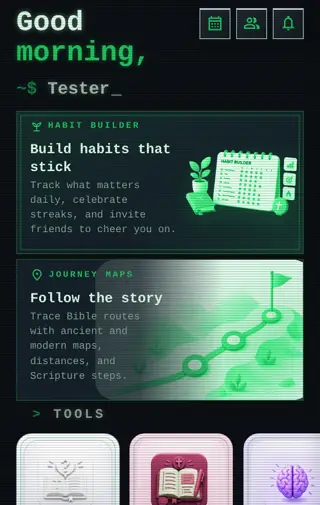 Good
morning,
~$ Tester_
HABIT BUILDER
Build habits that
stick
Track what matters
daily, celebrate
streaks, and invite
friends to cheer you on.
HABIT BUILDER
JOURNEY MAPS
Follow the story
Trace Bible routes
with ancient and
modern maps,
distances, and
Scripture steps.
> TOOLS